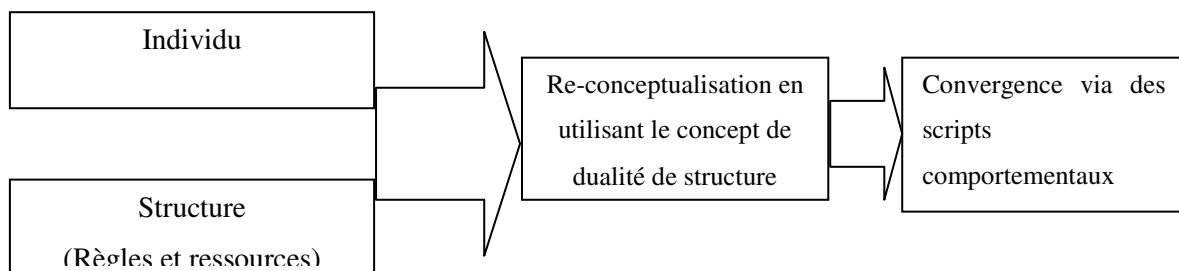 Individu
Structure
(Règles et ressources)
Re-conceptualisation en
utilisant le concept de
dualité de structure
Convergence via des
scripts
comportementaux